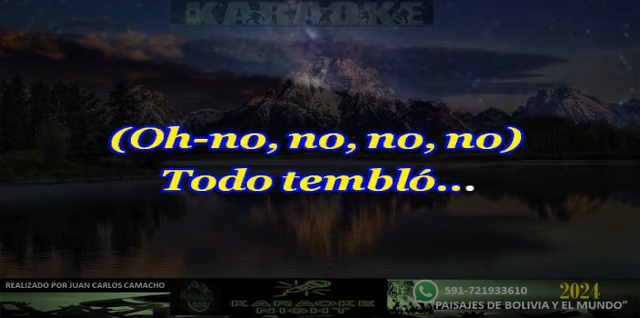 KARAOKE
(Oh-no, no, no, no)
Todo tembló...
REALIZADO POR JUAN CARLOS CAMACHO
KARAOKE
NIGHT
591-721933610
2024
"PAISAJES DE BOLIVIA Y EL MUNDO"